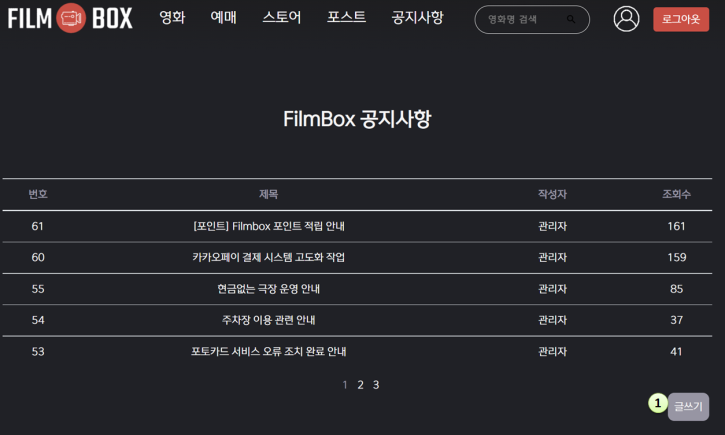 FILM BOX 영화 예매 스토어 포스트 공지사항 영화명 검색 로그아웃
FilmBox 공지사항
번호 제목 작성자 조회수
61 [포인트] Filmbox 포인트 적립 안내 관리자 161
60 카카오페이 결제 시스템 고도화 작업 관리자 159
55 현금없는 극장 운영 안내 관리자 85
54 주차장 이용 관련 안내 관리자 37
53 포토카드 서비스 오류 조치 완료 안내 관리자 41
1 2 3
1 글쓰기